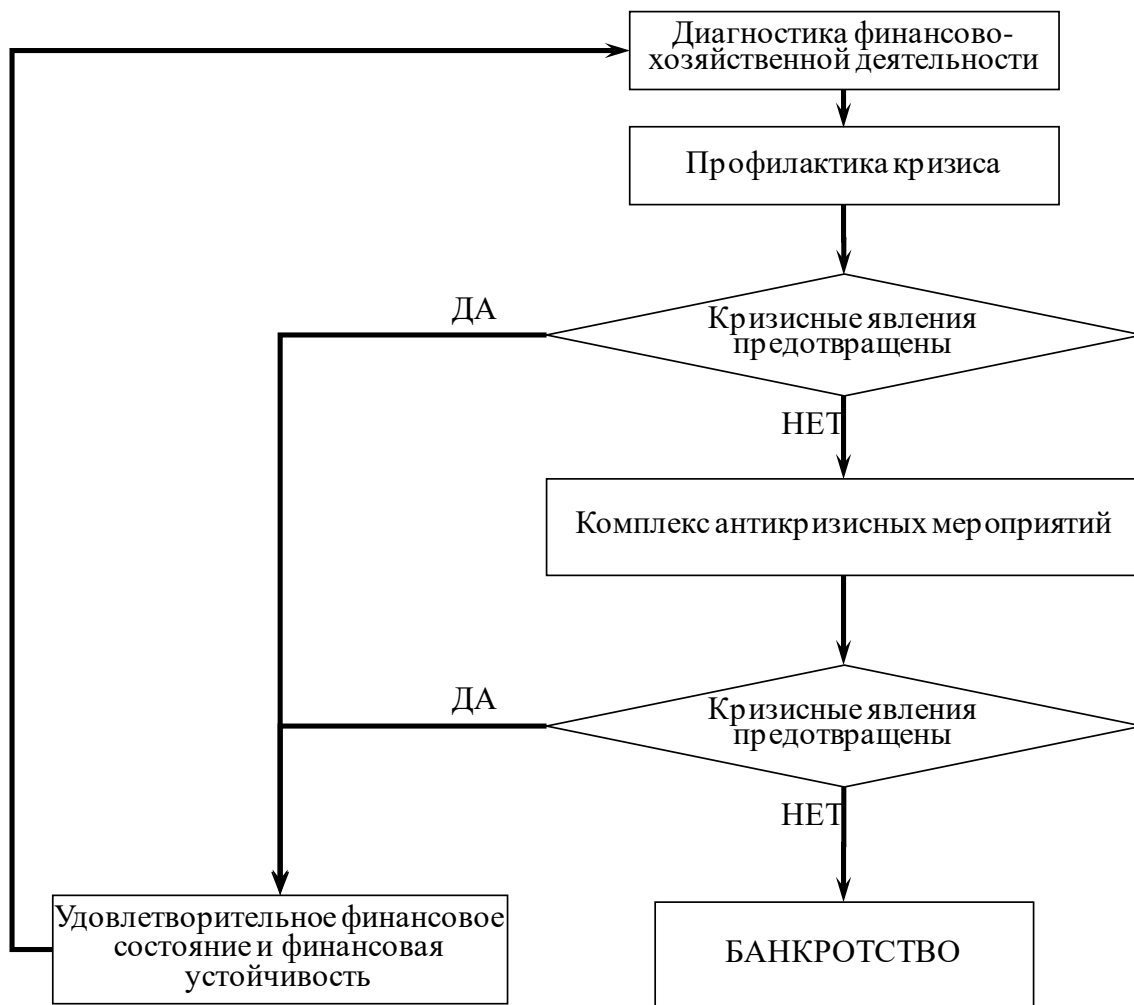 Диагностика финансово-
хозяйственной деятельности
Профилактика кризиса
ДА
Кризисные явления
предотвращены
НЕТ
Комплекс антикризисных мероприятий
ДА
Кризисные явления
предотвращены
НЕТ
Удовлетворительное финансовое
состояние и финансовая
устойчивость
БАНКРОТСТВО